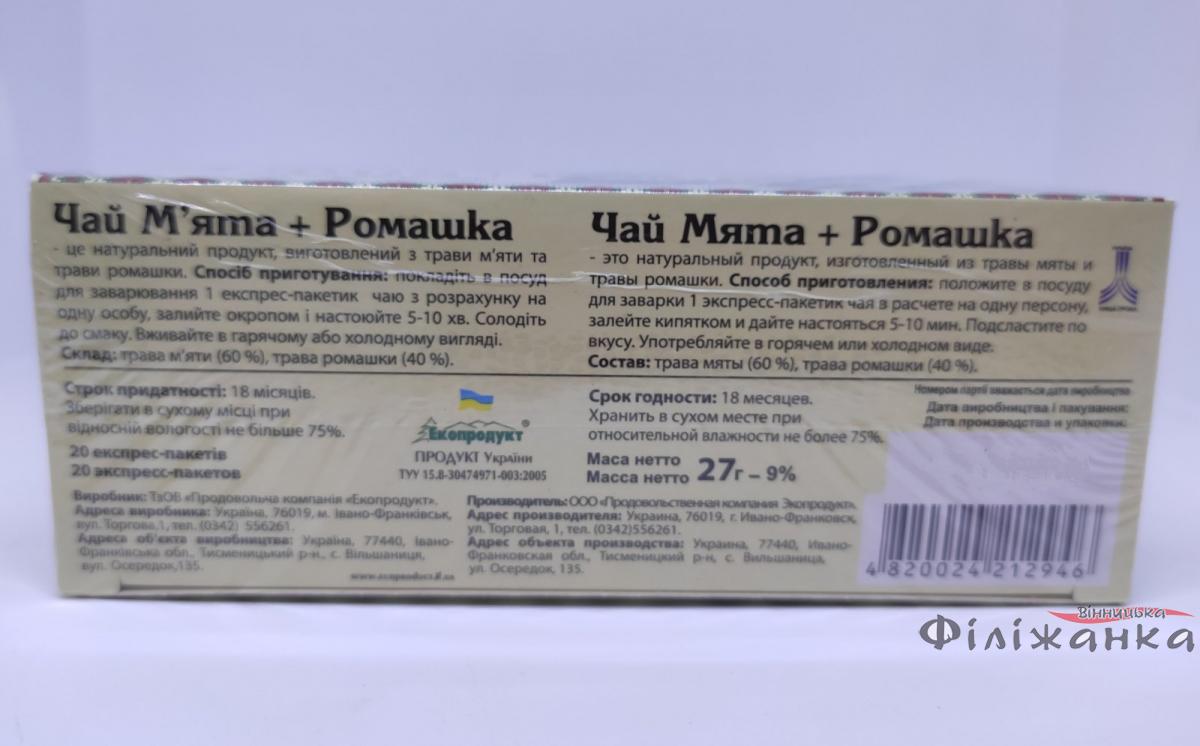 Чай М'ята + Ромашка
- це натуральний продукт, виготовлений з трави м'яти та
трави ромашки. Спосіб приготування: покладіть в посуд
для заварювання 1 експрес-пакетик чаю з розрахунку на
одну особу, залийте окропом і настоюйте 5-10 хв. Солодіть
до смаку. Вживайте в гарячому або холодному вигляді.
Склад: трава м'яти (60 %), трава ромашки (40 %).
Чай Мята + Ромашка
- это натуральный продукт, изготовленный из травы мяты и
травы ромашки. Способ приготовления: положите в посуду
для заварки 1 экспресс-пакетик чая в расчете на одну персону,
залейте кипятком и дайте настояться 5-10 мин. Подсластите по
вкусу. Употребляйте в горячем или холодном виде.
Состав: трава мяты (60 %), трава ромашки (40 %).
Строк придатності: 18 місяців.
Зберігати в сухому місці при
відносній вологості не більше 75%.
20 експрес-пакетів
20 экспресс-пакетов
Екопродукт®
ПРОДУКТ України
ТУУ 15.8-30474971-003:2005
Срок годности: 18 месяцев.
Хранить в сухом месте при
относительной влажности не более 75%.
Маса нетто
Масса нетто 27г – 9%
Номером партії вважається дата виробництва
Дата виробництва і пакування:
Дата производства и упаковки:
Виробник: ТзОВ «Продовольча компанія «Екопродукт».
Адреса виробника: Україна, 76019, м. Івано-Франківськ,
вул. Торгова,1, тел. (0342) 556261.
Адреса об'єкта виробництва: Україна, 77440, Івано-
Франківська обл., Тисменицький р-н, с. Вільшаниця,
вул. Осередок,135.
www.ecoproduct.if.ua
Производитель: ООО «Продовольственная компания Экопродукт».
Адрес производителя: Украина, 76019, г. Ивано-Франковск,
ул. Торговая, 1, тел. (0342)556261.
Адрес объекта производства: Украина, 77440, Ивано-
Франковская обл., Тисменицкий р-н, с. Вильшаница,
ул. Осередок, 135.
4 820024 212946
Вінницька
Філіжанка